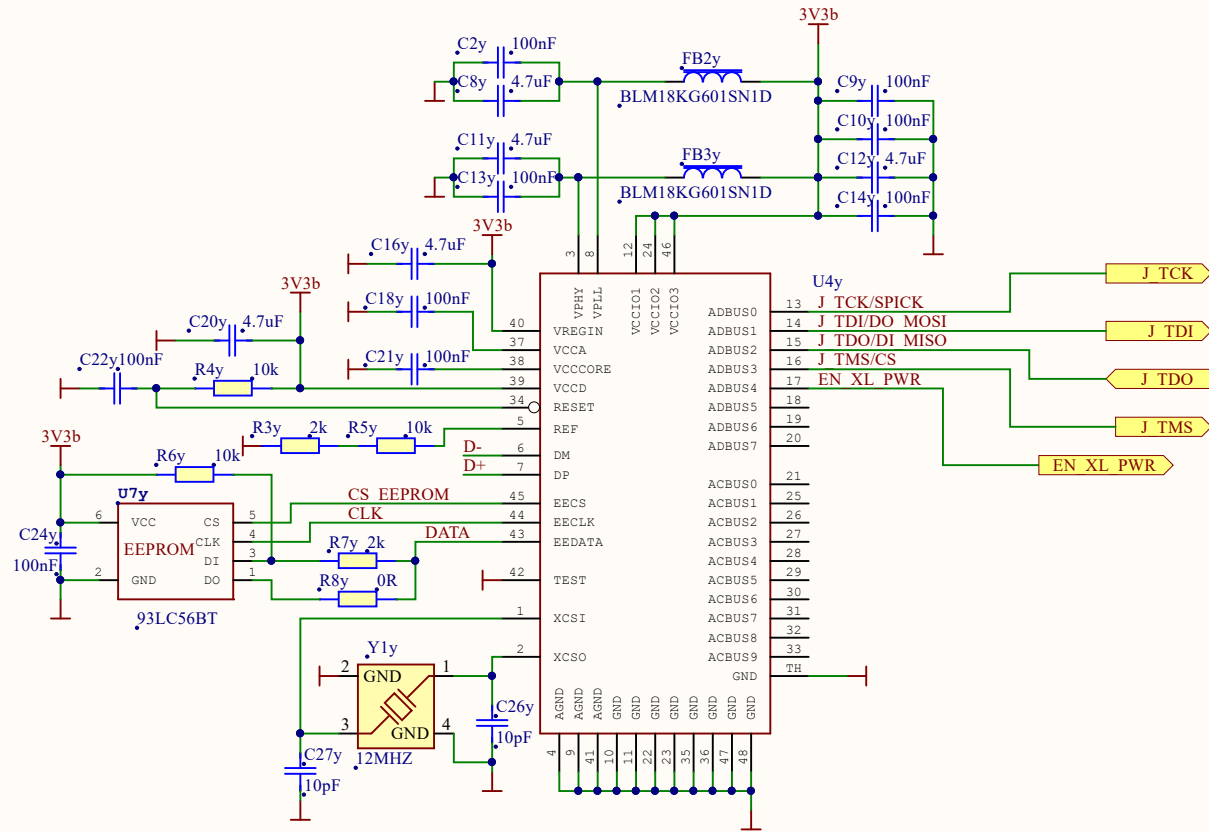 3V3b
C2y 100nF
C8y 4.7uF
FB2y
BLM18KG601SN1D
C9y 100nF
C10y 100nF
C11y 4.7uF
C13y 100nF
FB3y
BLM18KG601SN1D
C12y 4.7uF
C14y 100nF
3V3b
C16y 4.7uF
3V3b
C18y 100nF
C20y 4.7uF
C21y 100nF
C22y 100nF
R4y 10k
3 8 12 24 46
VPHY VPLL VCCIO1 VCCIO2 VCCIO3
U4y
40 VREGIN
37 VCCA
38 VCCCORE
39 VCCD
34 RESET
5 REF
D- 6 DM
D+ 7 DP
45 EECS
44 EECLK
43 EEDATA
42 TEST
1 XCSI
2 XCSO
ADBUS0 13 J_TCK/SPICK
ADBUS1 14 J_TDI/DO_MOSI
ADBUS2 15 J_TDO/DI_MISO
ADBUS3 16 J_TMS/CS
ADBUS4 17 EN_XL_PWR
ADBUS5 18
ADBUS6 19
ADBUS7 20
ACBUS0 21
ACBUS1 25
ACBUS2 26
ACBUS3 27
ACBUS4 28
ACBUS5 29
ACBUS6 30
ACBUS7 31
ACBUS8 32
ACBUS9 33
GND TH
J_TCK
J_TDI
J_TDO
J_TMS
EN_XL_PWR
R3y 2k R5y 10k
3V3b
R6y 10k
U7y
6 VCC CS 5
CLK 4
EEPROM
DI 3
2 GND DO 1
93LC56BT
C24y
100nF
CS_EEPROM
CLK
DATA
R7y 2k
R8y 0R
Y1y
2 GND 1
3 GND 4
12MHZ
C26y
10pF
C27y
10pF
AGND AGND AGND GND GND GND GND GND GND GND GND
4 9 41 10 11 22 23 35 36 47 48